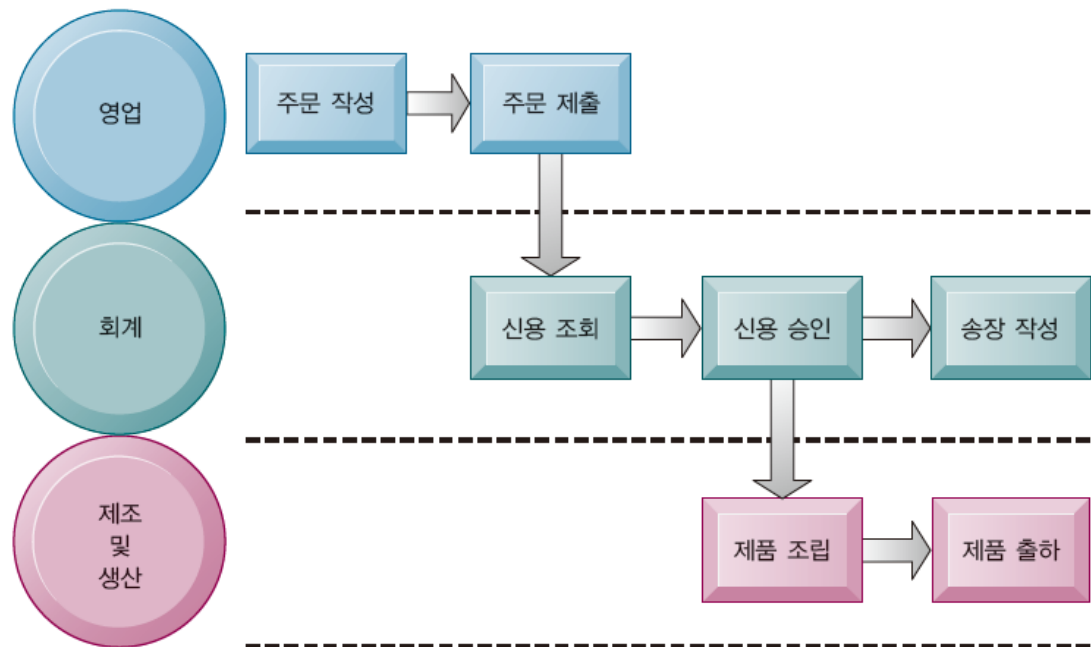 영업
주문 작성
주문 제출
회계
신용 조회
신용 승인
송장 작성
제조
및
생산
제품 조립
제품 출하